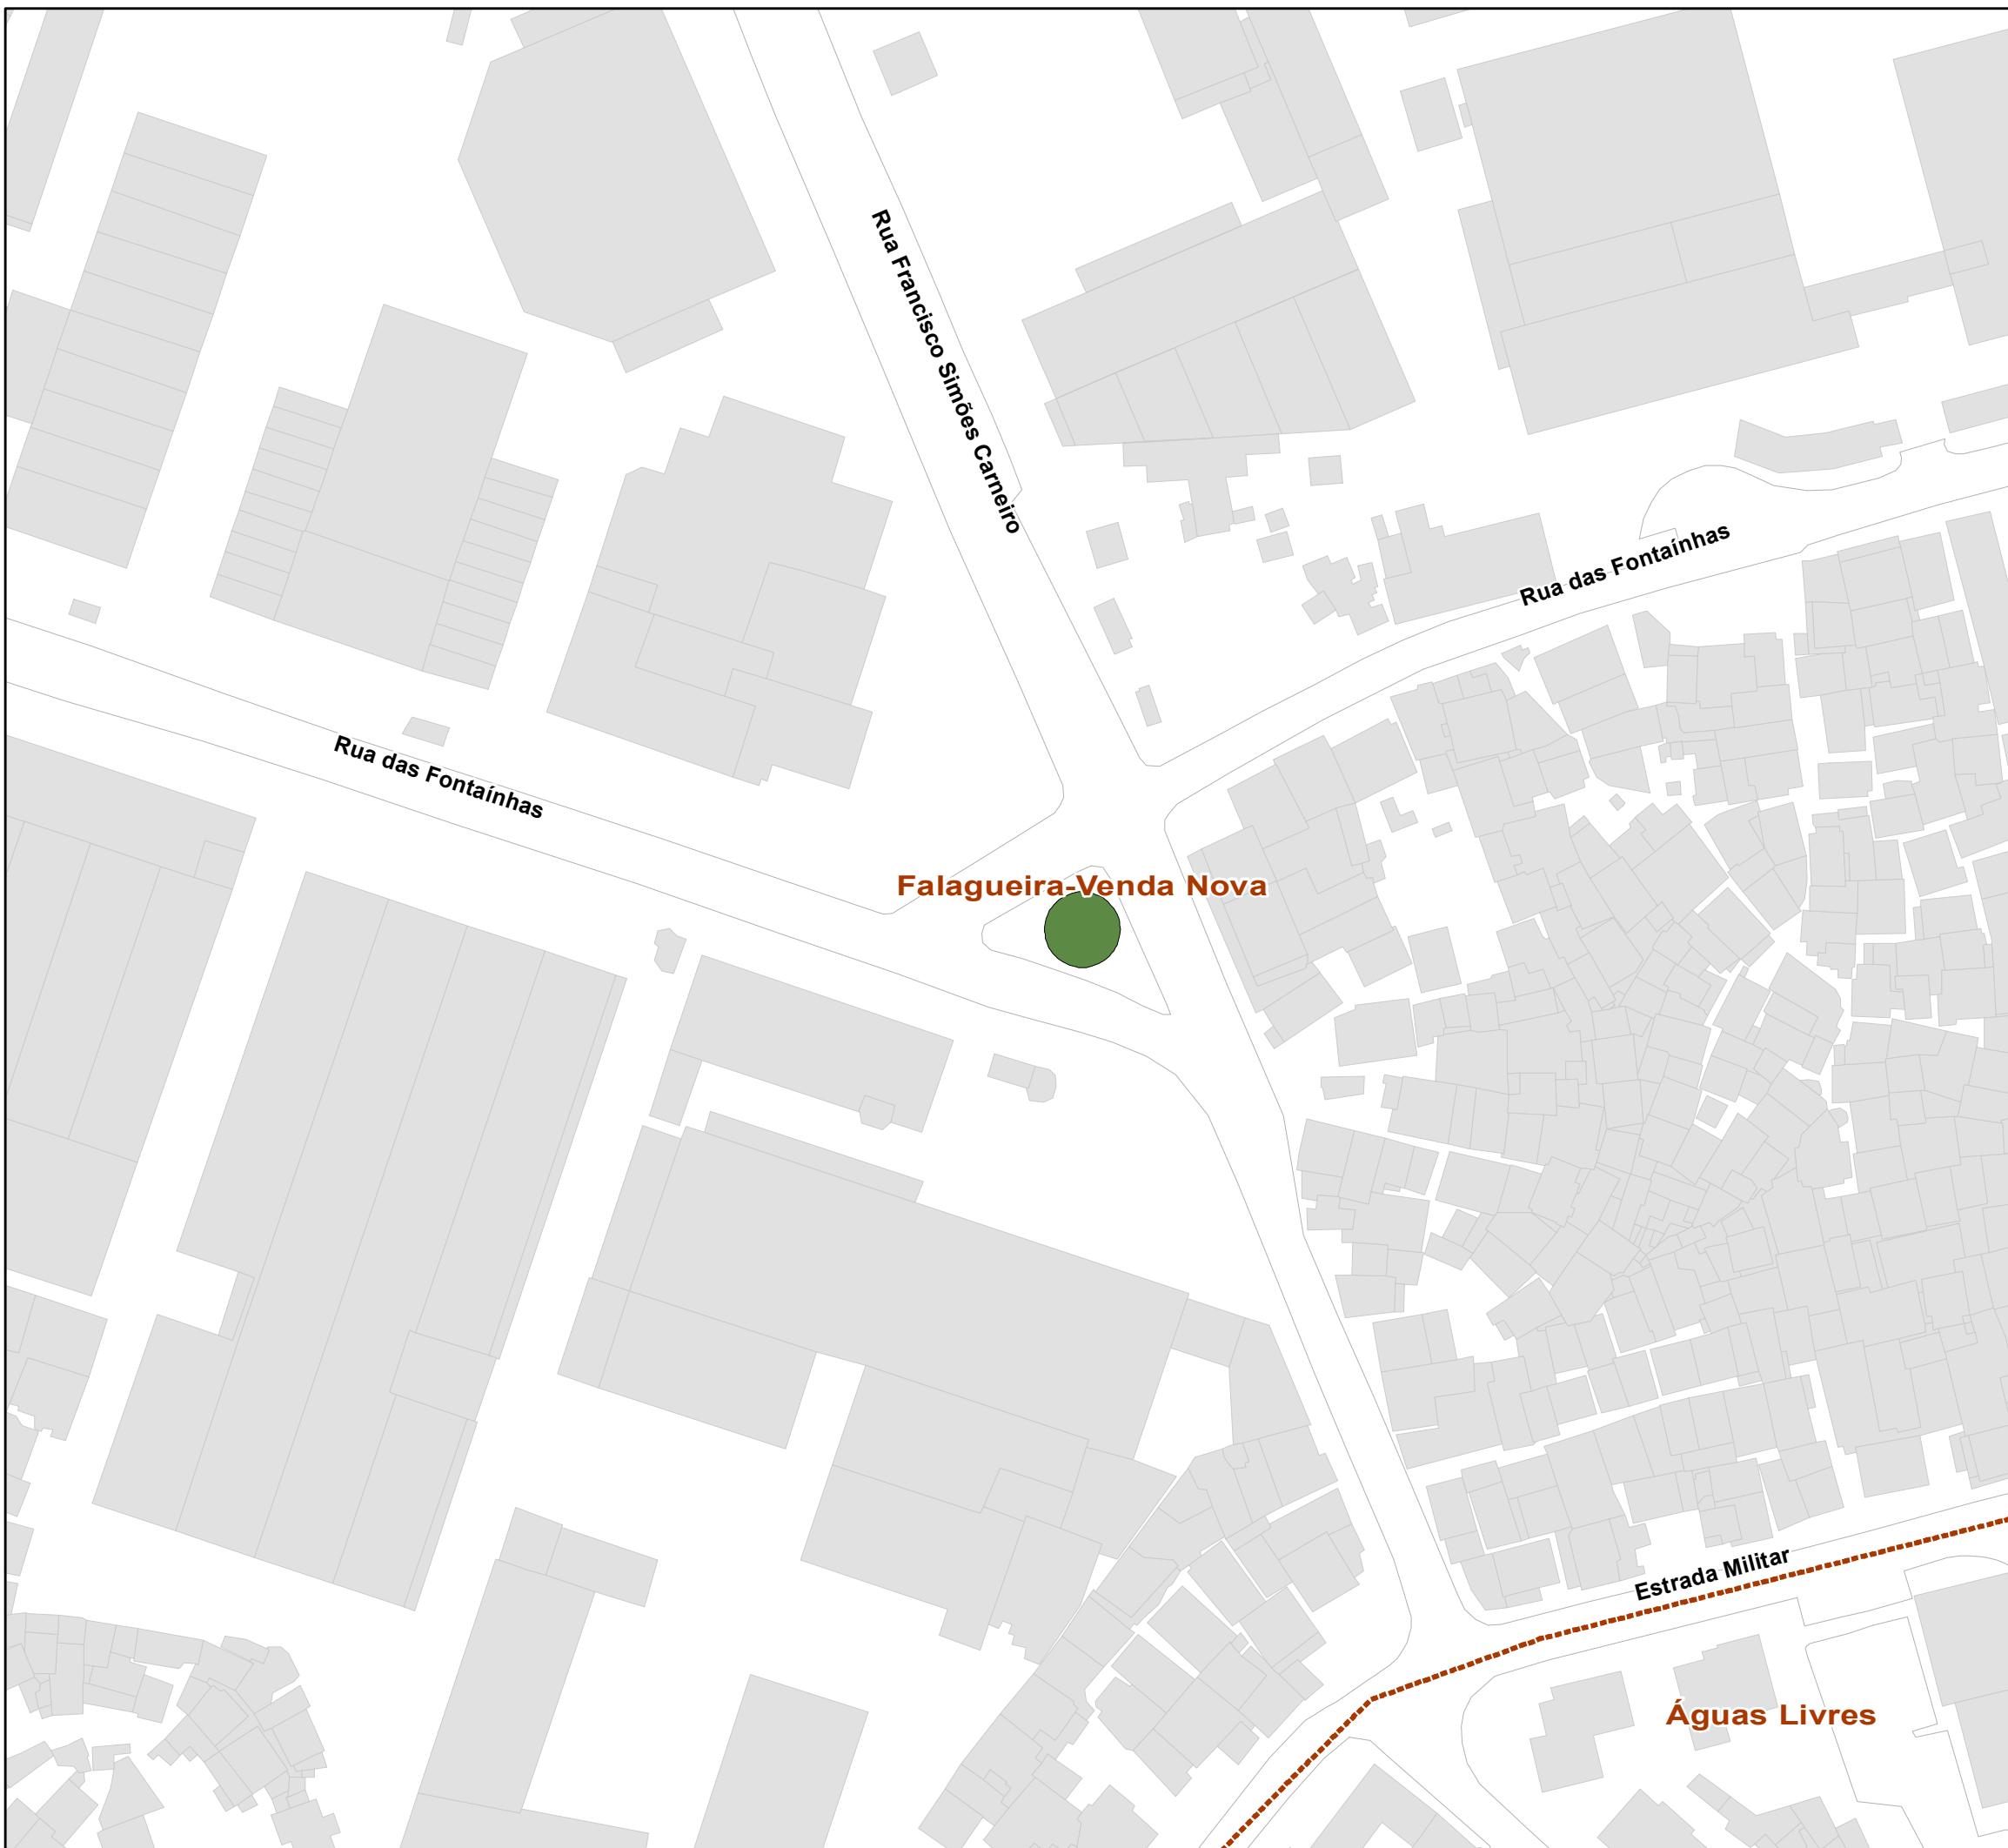 Rua Francisco Simões Carneiro
Rua das Fontaínhas
Rua das Fontaínhas
Falagueira-Venda Nova
Estrada Militar
Águas Livres